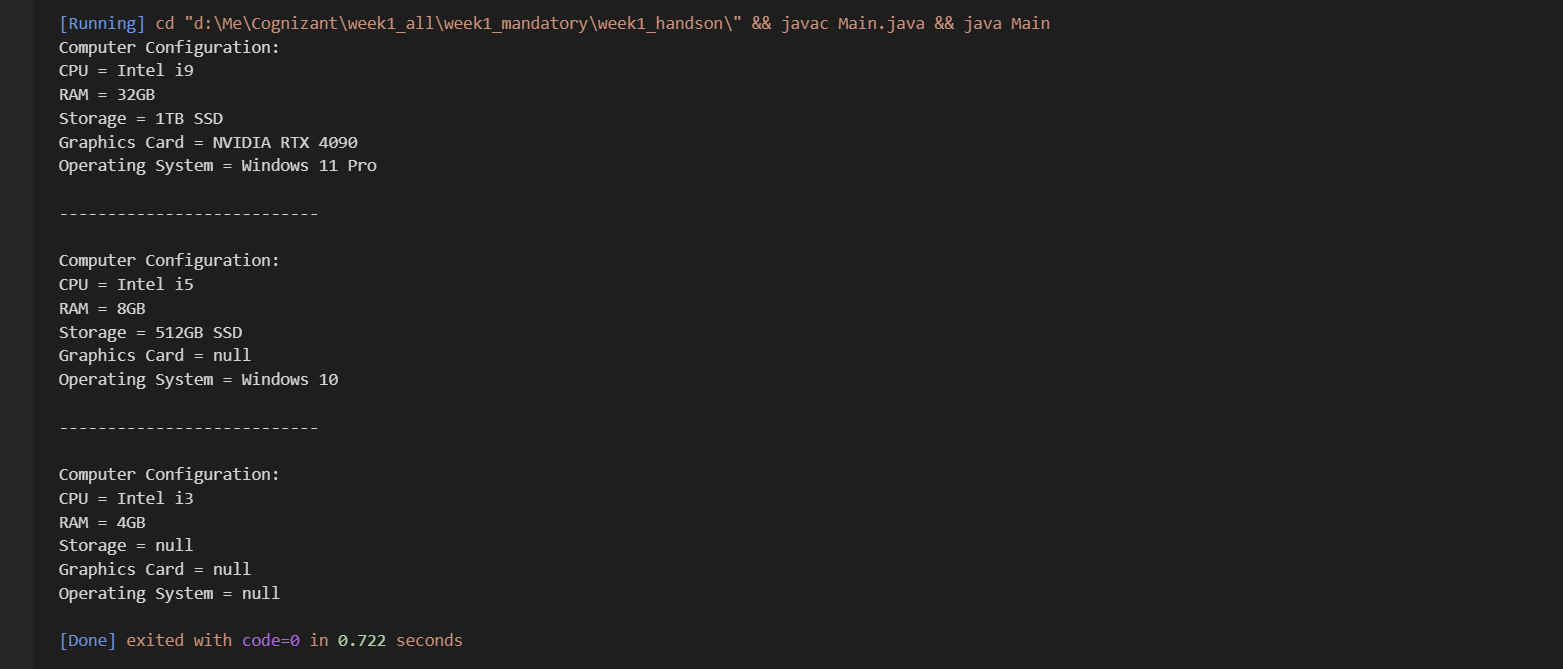 [Running] cd "d:\Me\Cognizant\week1_all\week1_mandatory\week1_handson\" && javac Main.java && java Main
Computer Configuration:
CPU = Intel i9
RAM = 32GB
Storage = 1TB SSD
Graphics Card = NVIDIA RTX 4090
Operating System = Windows 11 Pro
---------------------------
Computer Configuration:
CPU = Intel i5
RAM = 8GB
Storage = 512GB SSD
Graphics Card = null
Operating System = Windows 10
---------------------------
Computer Configuration:
CPU = Intel i3
RAM = 4GB
Storage = null
Graphics Card = null
Operating System = null
[Done] exited with code=0 in 0.722 seconds